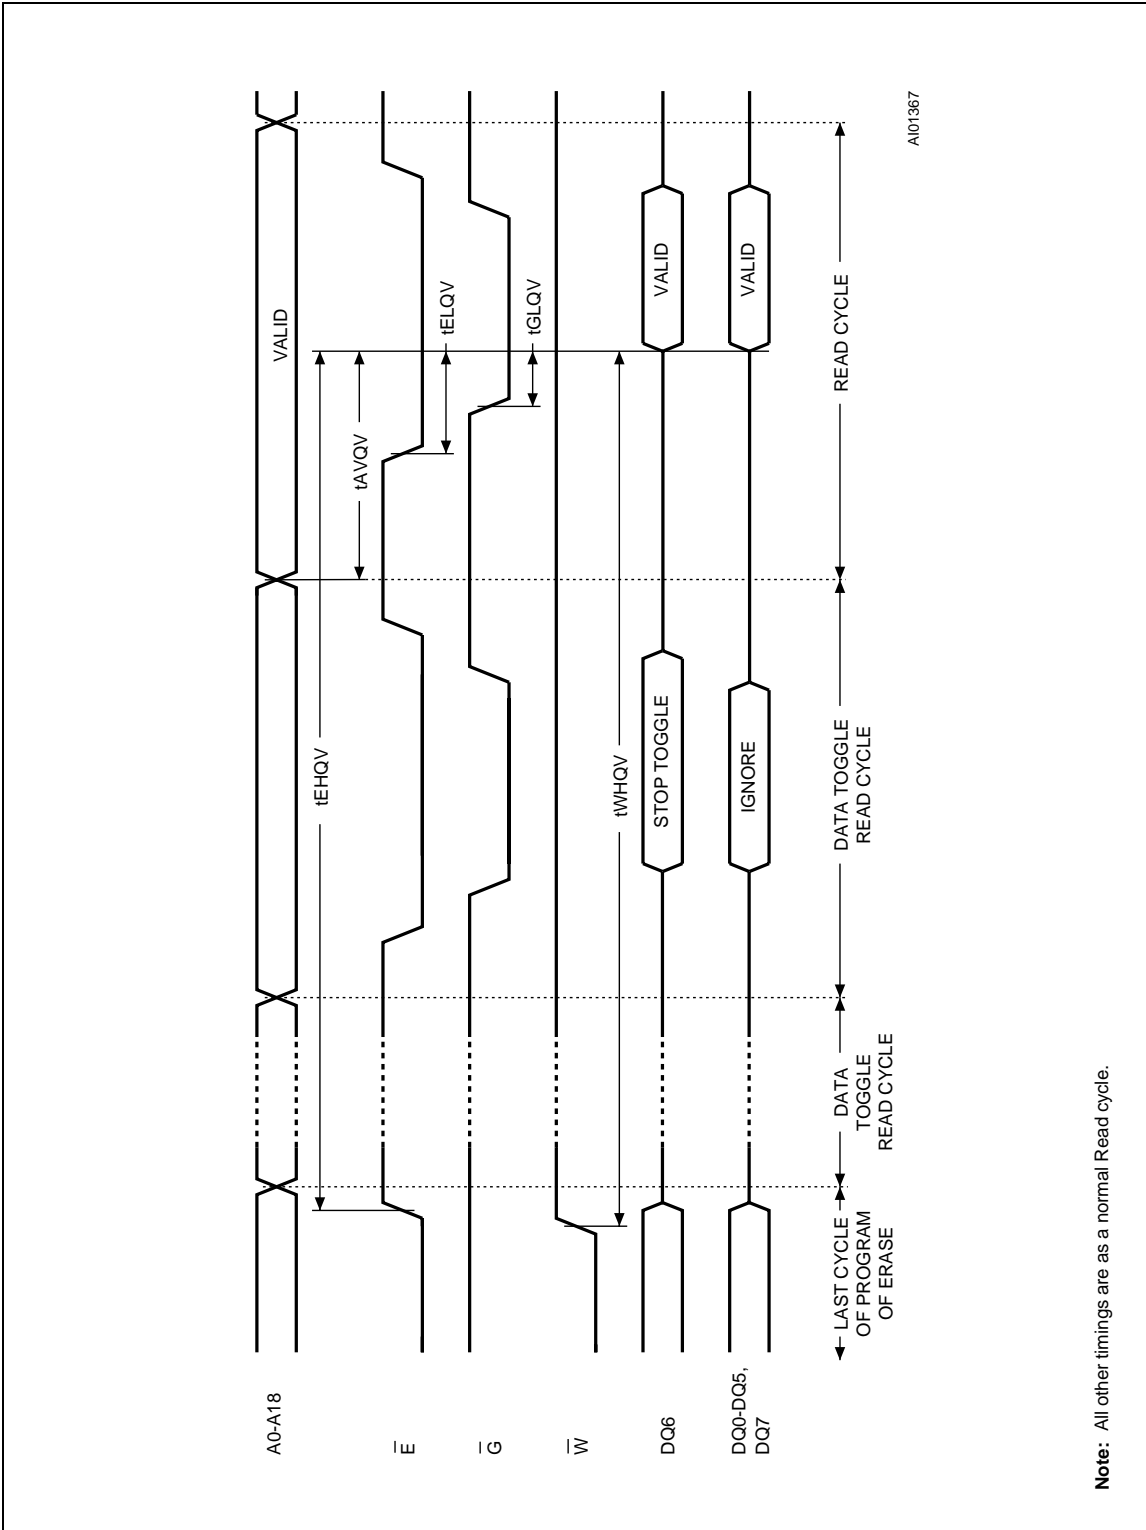 A0-A18
VALID
tEHQV
tAVQV
E
tELQV
G
tGLQV
W
tWHQV
DQ6
STOP TOGGLE
VALID
DQ0-DQ5,
DQ7
IGNORE
VALID
LAST CYCLE
OF PROGRAM
OF ERASE
DATA
TOGGLE
READ CYCLE
DATA TOGGLE
READ CYCLE
READ CYCLE
AI01367
Note: All other timings are as a normal Read cycle.